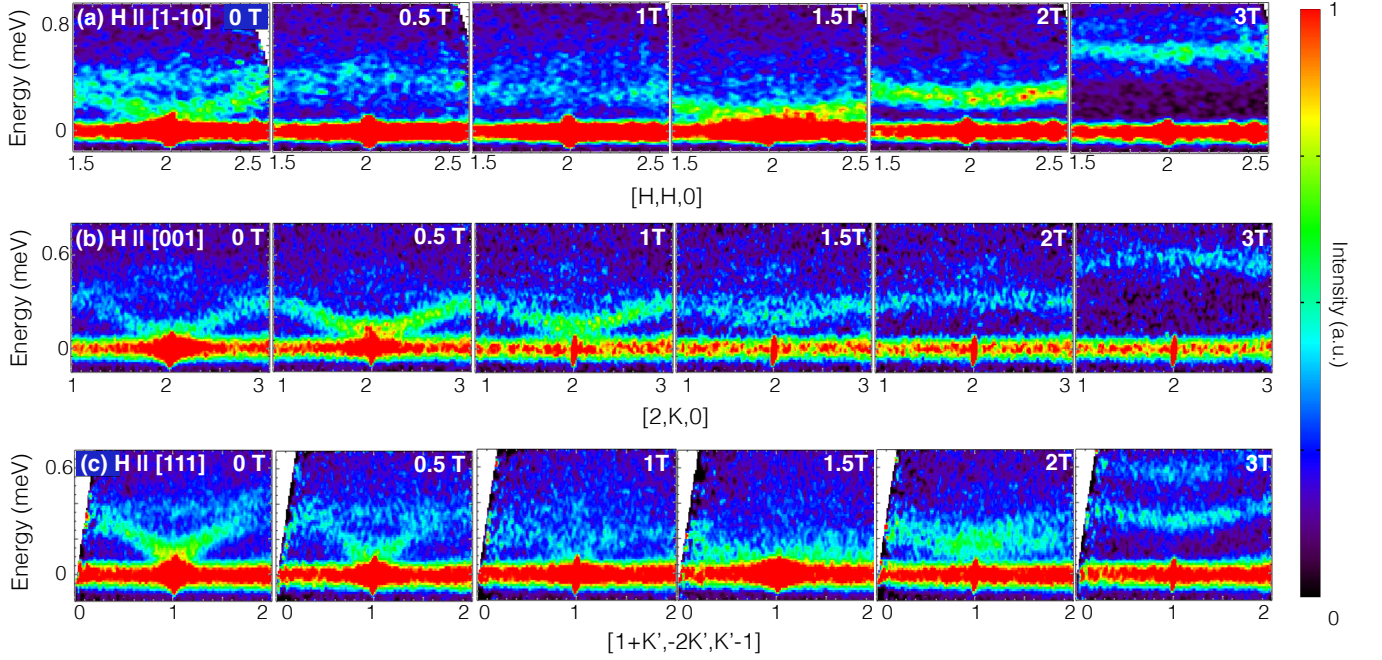 (a) H || [1-10] 0 T 0.5 T 1T 1.5T 2T 3T
0.8
0
Energy (meV)
1.5 2 2.5 1.5 2 2.5 1.5 2 2.5 1.5 2 2.5 1.5 2 2.5 1.5 2 2.5
[H,H,0]
(b) H || [001] 0 T 0.5 T 1T 1.5T 2T 3T
0.6
0
Energy (meV)
1 2 3 1 2 3 1 2 3 1 2 3 1 2 3 1 2 3
[2,K,0]
(c) H || [111] 0 T 0.5 T 1T 1.5T 2T 3T
0.6
0
Energy (meV)
0 1 2 0 1 2 0 1 2 0 1 2 0 1 2 0 1 2
[1+K',-2K',K'-1]
1
Intensity (a.u.)
0